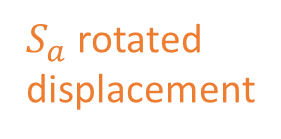 Sₐ rotated
displacement